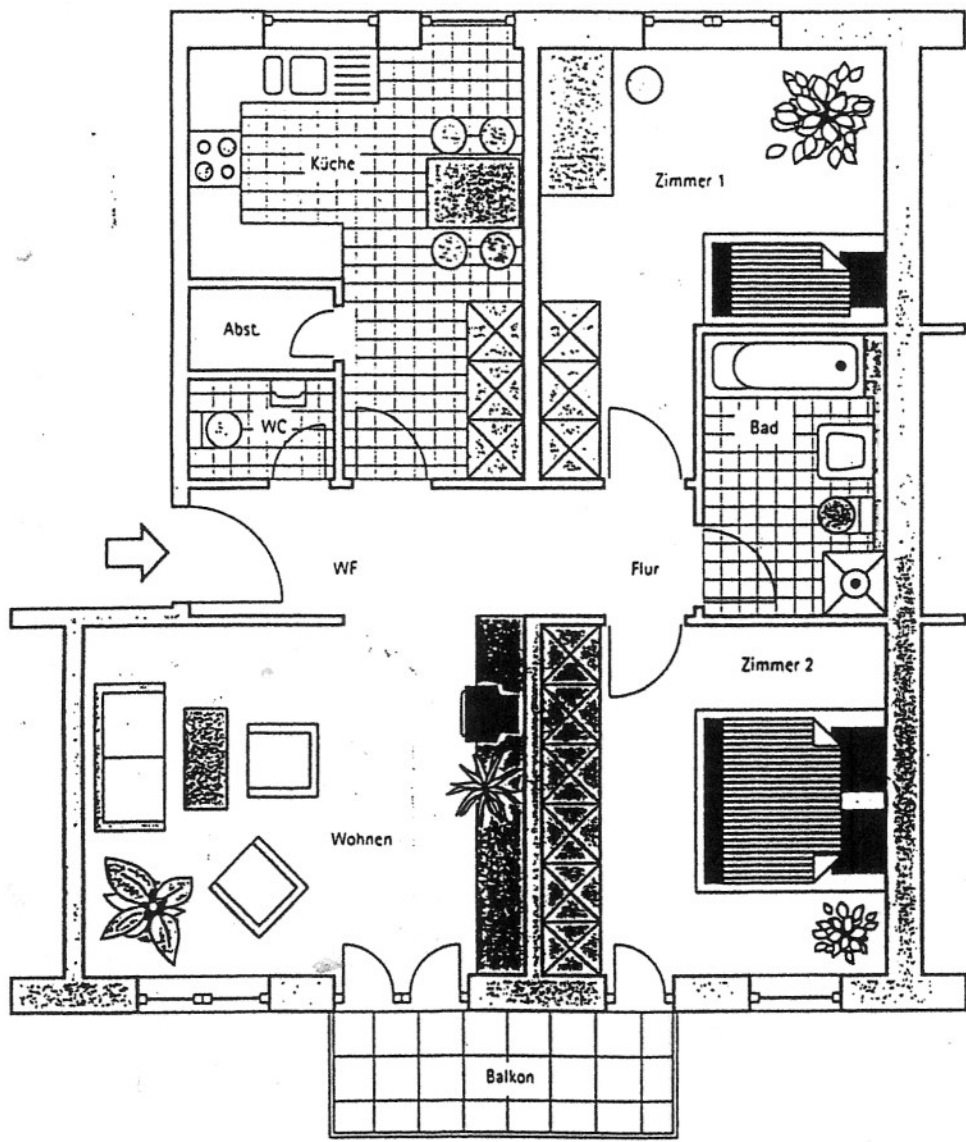 Küche
Zimmer 1
Abst.
WC
Bad
WF
Flur
Zimmer 2
Wohnen
Balkon